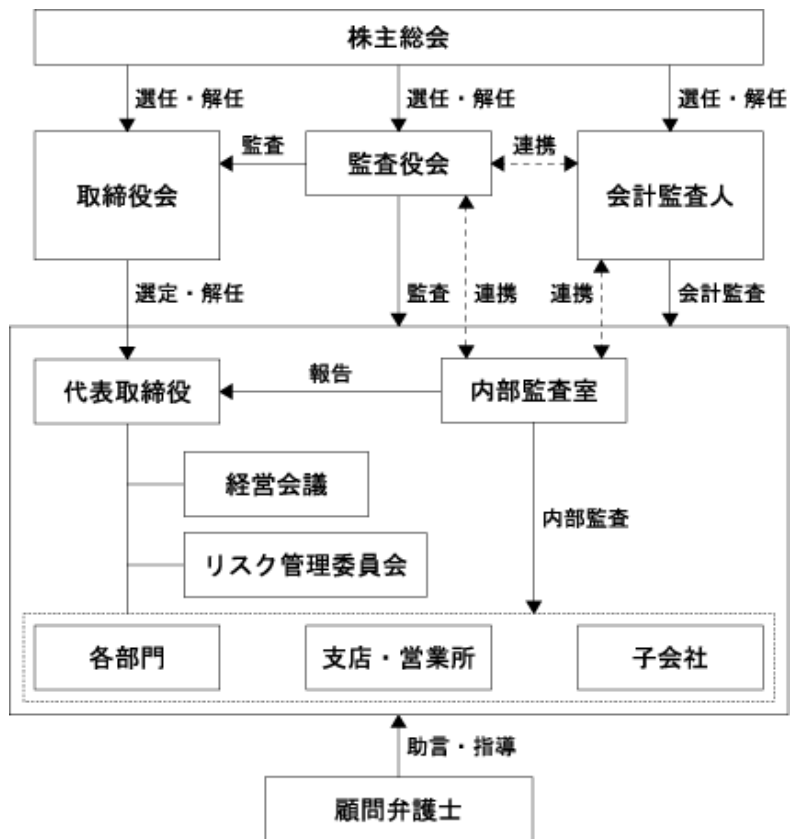 株主総会
選任・解任
選任・解任
選任・解任
取締役会
監査
監査役会
連携
会計監査人
選定・解任
監査
連携
連携
会計監査
代表取締役
報告
内部監査室
経営会議
内部監査
リスク管理委員会
各部門
支店・営業所
子会社
助言・指導
顧問弁護士